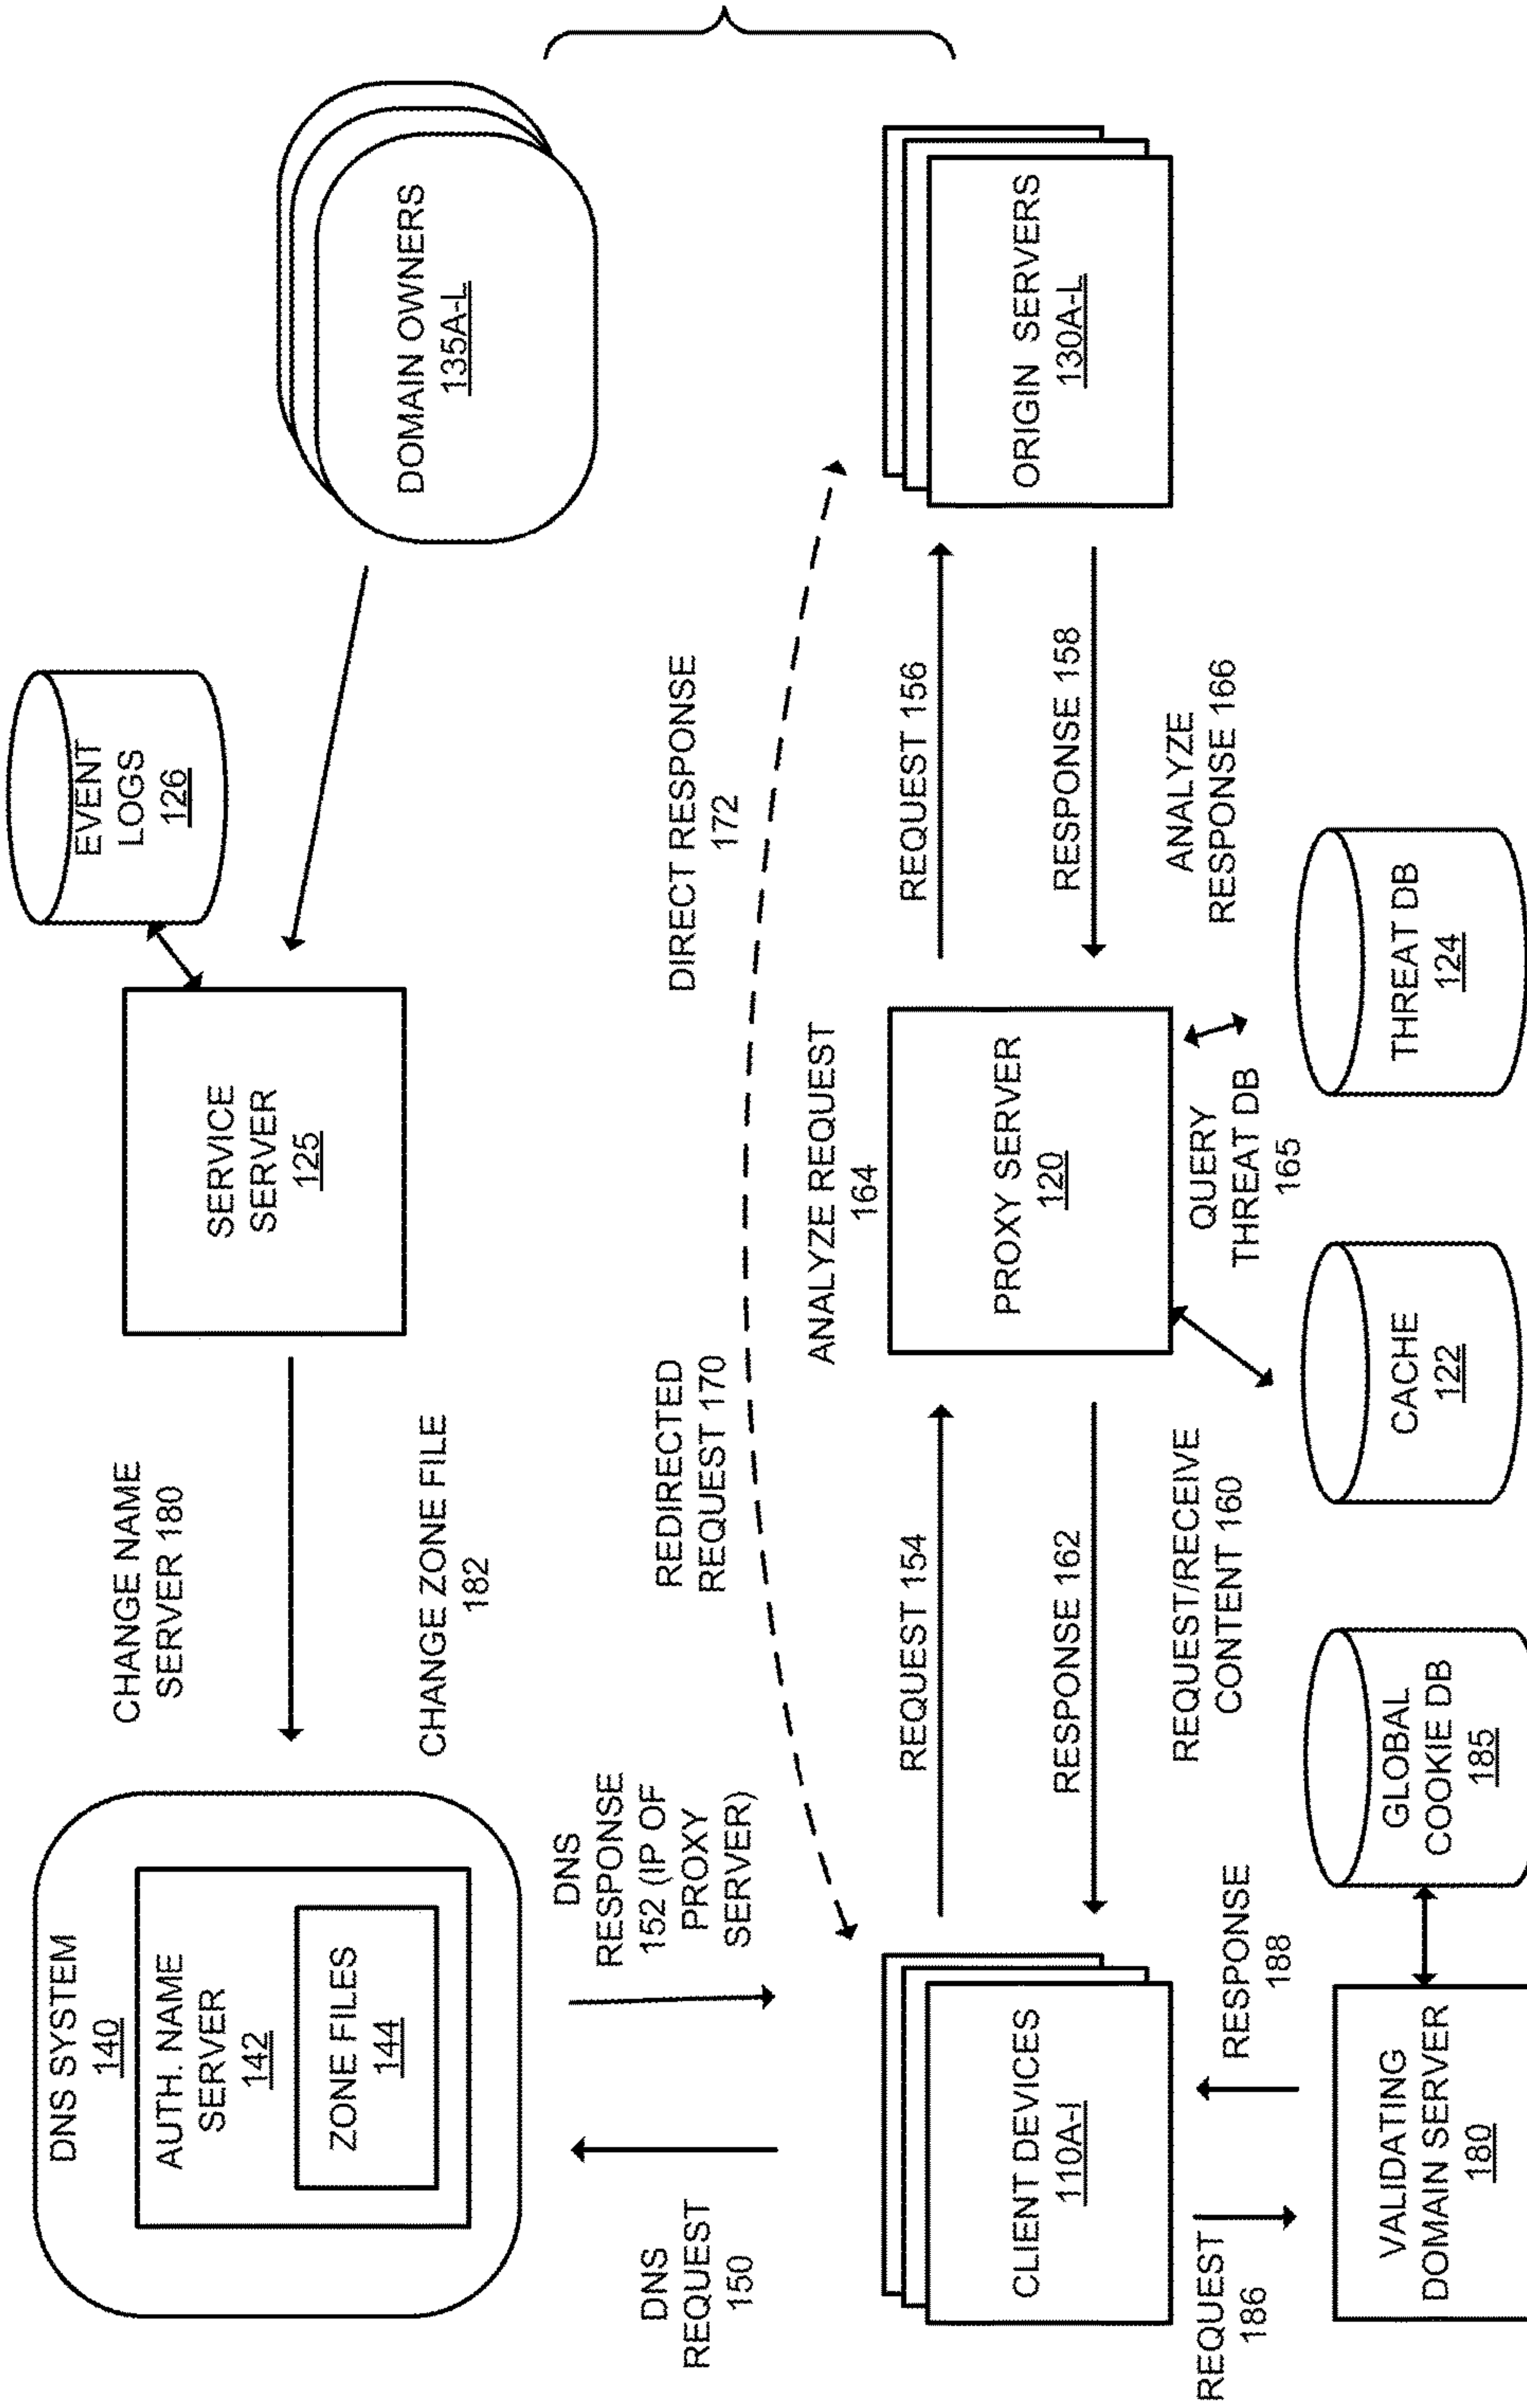 DNS SYSTEM
140
AUTH. NAME
SERVER
142
ZONE FILES
144
CHANGE NAME
SERVER 180
CHANGE ZONE FILE
182
SERVICE
SERVER
125
EVENT
LOGS
126
DOMAIN OWNERS
135A-L
DNS
REQUEST
150
DNS
RESPONSE
152 (IP OF
PROXY
SERVER)
REDIRECTED
REQUEST 170
DIRECT RESPONSE
172
CLIENT DEVICES
110A-I
REQUEST 154
RESPONSE 162
ANALYZE REQUEST
164
PROXY SERVER
120
REQUEST 156
RESPONSE 158
ORIGIN SERVERS
130A-L
REQUEST
186
RESPONSE
188
REQUEST/RECEIVE
CONTENT 160
QUERY
THREAT DB
165
ANALYZE
RESPONSE 166
VALIDATING
DOMAIN SERVER
180
GLOBAL
COOKIE DB
185
CACHE
122
THREAT DB
124